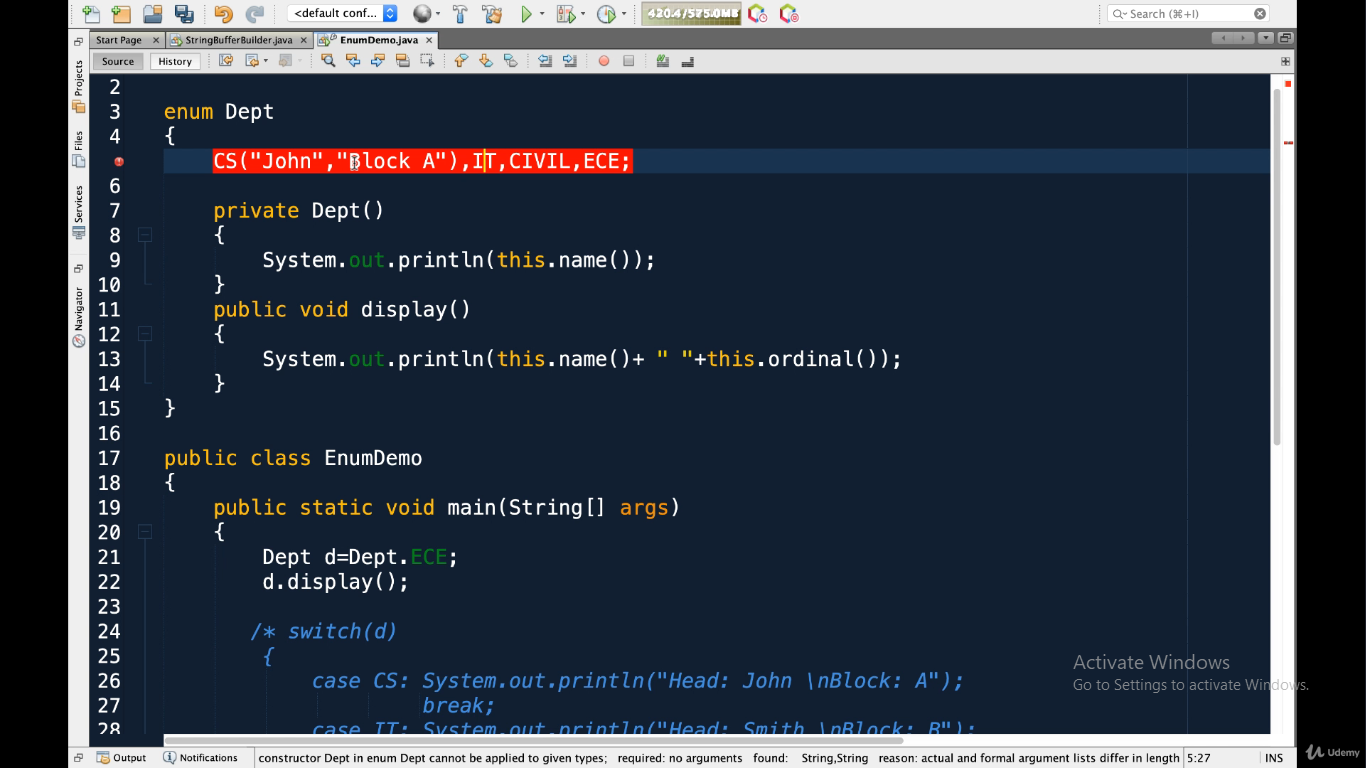 <default conf...
420.4/575.0MB
Search (⌘+I)
Start Page
StringBufferBuilder.java
EnumDemo.java
Source
History
Projects
Files
Services
Navigator
2
3 enum Dept
4 {
CS("John","Block A"),IT,CIVIL,ECE;
6
7 private Dept()
8 {
9 System.out.println(this.name());
10 }
11 public void display()
12 {
13 System.out.println(this.name()+ " "+this.ordinal());
14 }
15 }
16
17 public class EnumDemo
18 {
19 public static void main(String[] args)
20 {
21 Dept d=Dept.ECE;
22 d.display();
23
24 /* switch(d)
25 {
26 case CS: System.out.println("Head: John \nBlock: A");
27 break;
28 case IT: System.out.println("Head: Smith \nBlock: B");
Activate Windows
Go to Settings to activate Windows.
Output
Notifications
constructor Dept in enum Dept cannot be applied to given types; required: no arguments found: String,String reason: actual and formal argument lists differ in length
5:27
INS
Udemy